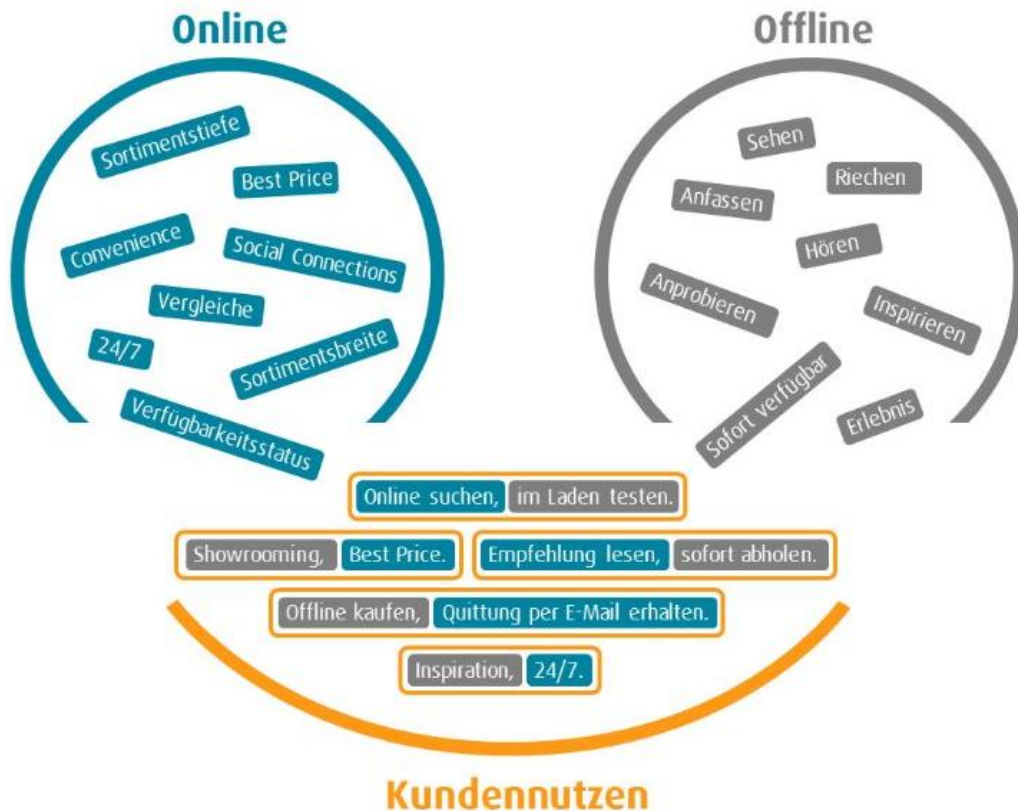 Online
Offline
Sortimentstiefe
Best Price
Convenience
Social Connections
Vergleiche
24/7
Sortimentsbreite
Verfügbarkeitsstatus
Sehen
Riechen
Anfassen
Hören
Anprobieren
Inspirieren
Sofort verfügbar
Erlebnis
Online suchen, im Laden testen.
Showrooming, Best Price.
Empfehlung lesen, sofort abholen.
Offline kaufen, Quittung per E-Mail erhalten.
Inspiration, 24/7.
Kundennutzen